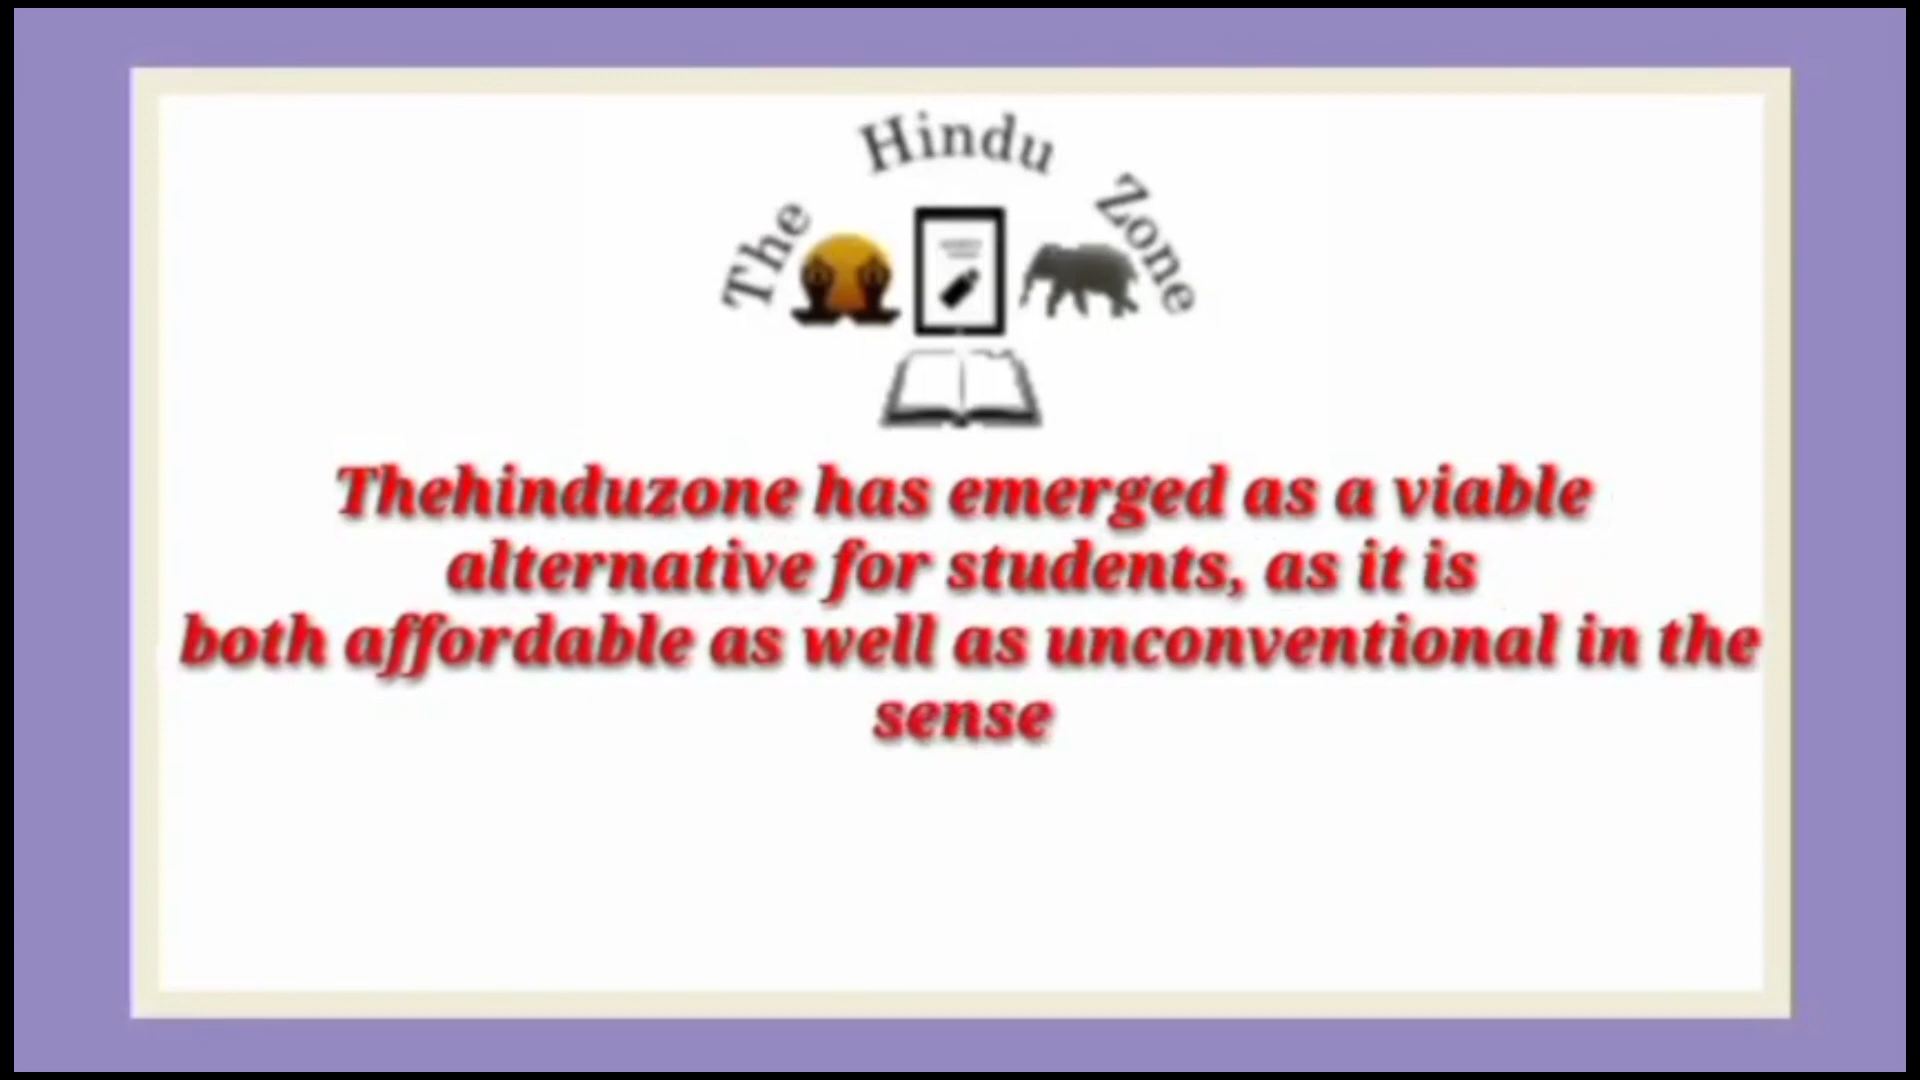 The Hindu Zone
Thehinduzone has emerged as a viable
alternative for students, as it is
both affordable as well as unconventional in the
sense